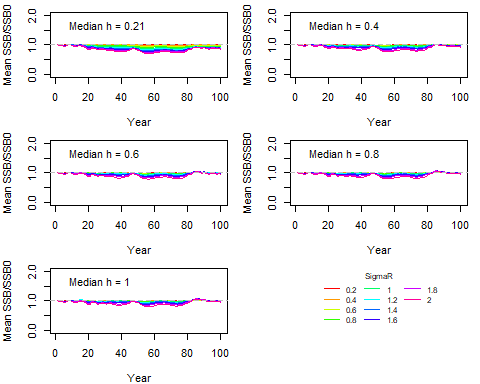 Median h = 0.21
Mean SSB/SSB0
0.0 1.0 2.0
0 20 40 60 80 100
Year
Median h = 0.4
Mean SSB/SSB0
0.0 1.0 2.0
0 20 40 60 80 100
Year
Median h = 0.6
Mean SSB/SSB0
0.0 1.0 2.0
0 20 40 60 80 100
Year
Median h = 0.8
Mean SSB/SSB0
0.0 1.0 2.0
0 20 40 60 80 100
Year
Median h = 1
Mean SSB/SSB0
0.0 1.0 2.0
0 20 40 60 80 100
Year
SigmaR
0.2 1 1.8
0.4 1.2 2
0.6 1.4
0.8 1.6